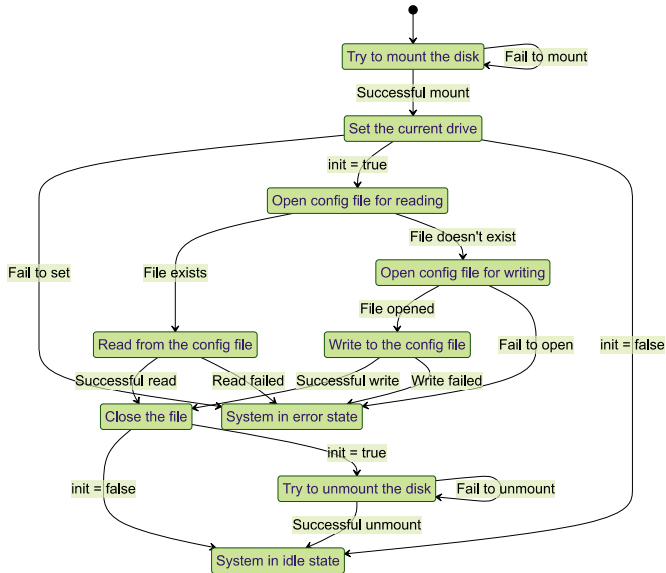 Try to mount the disk
Fail to mount
Successful mount
Set the current drive
init = true
Open config file for reading
File doesn't exist
Fail to set
File exists
Open config file for writing
File opened
Read from the config file
Write to the config file
Fail to open
init = false
Successful read
Read failed
Successful write
Write failed
Close the file
System in error state
init = true
init = false
Try to unmount the disk
Fail to unmount
Successful unmount
System in idle state